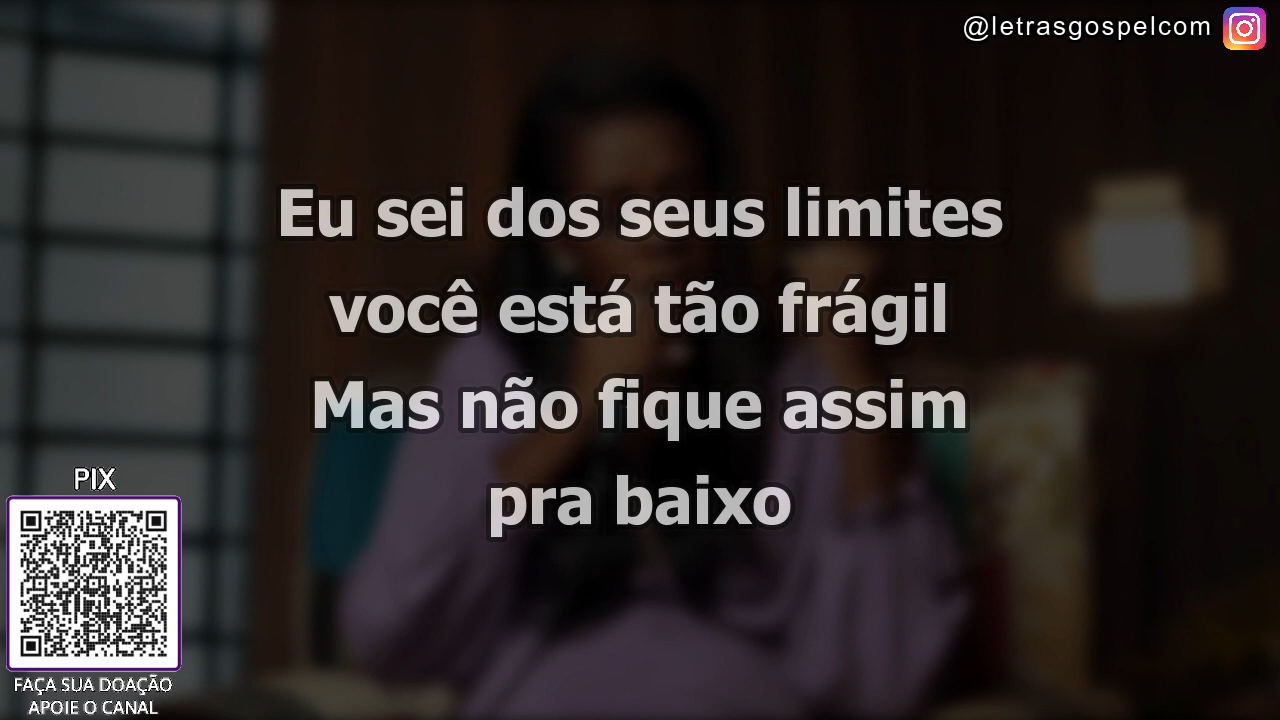 @letrasgospelcom
Eu sei dos seus limites
você está tão frágil
Mas não fique assim
pra baixo
PIX
FAÇA SUA DOAÇÃO
APOIE O CANAL